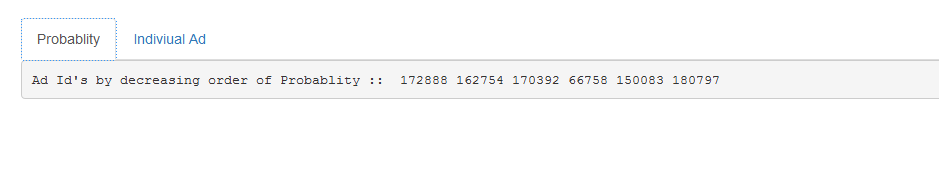 Probablity Indiviual Ad
Ad Id's by decreasing order of Probablity :: 172888 162754 170392 66758 150083 180797